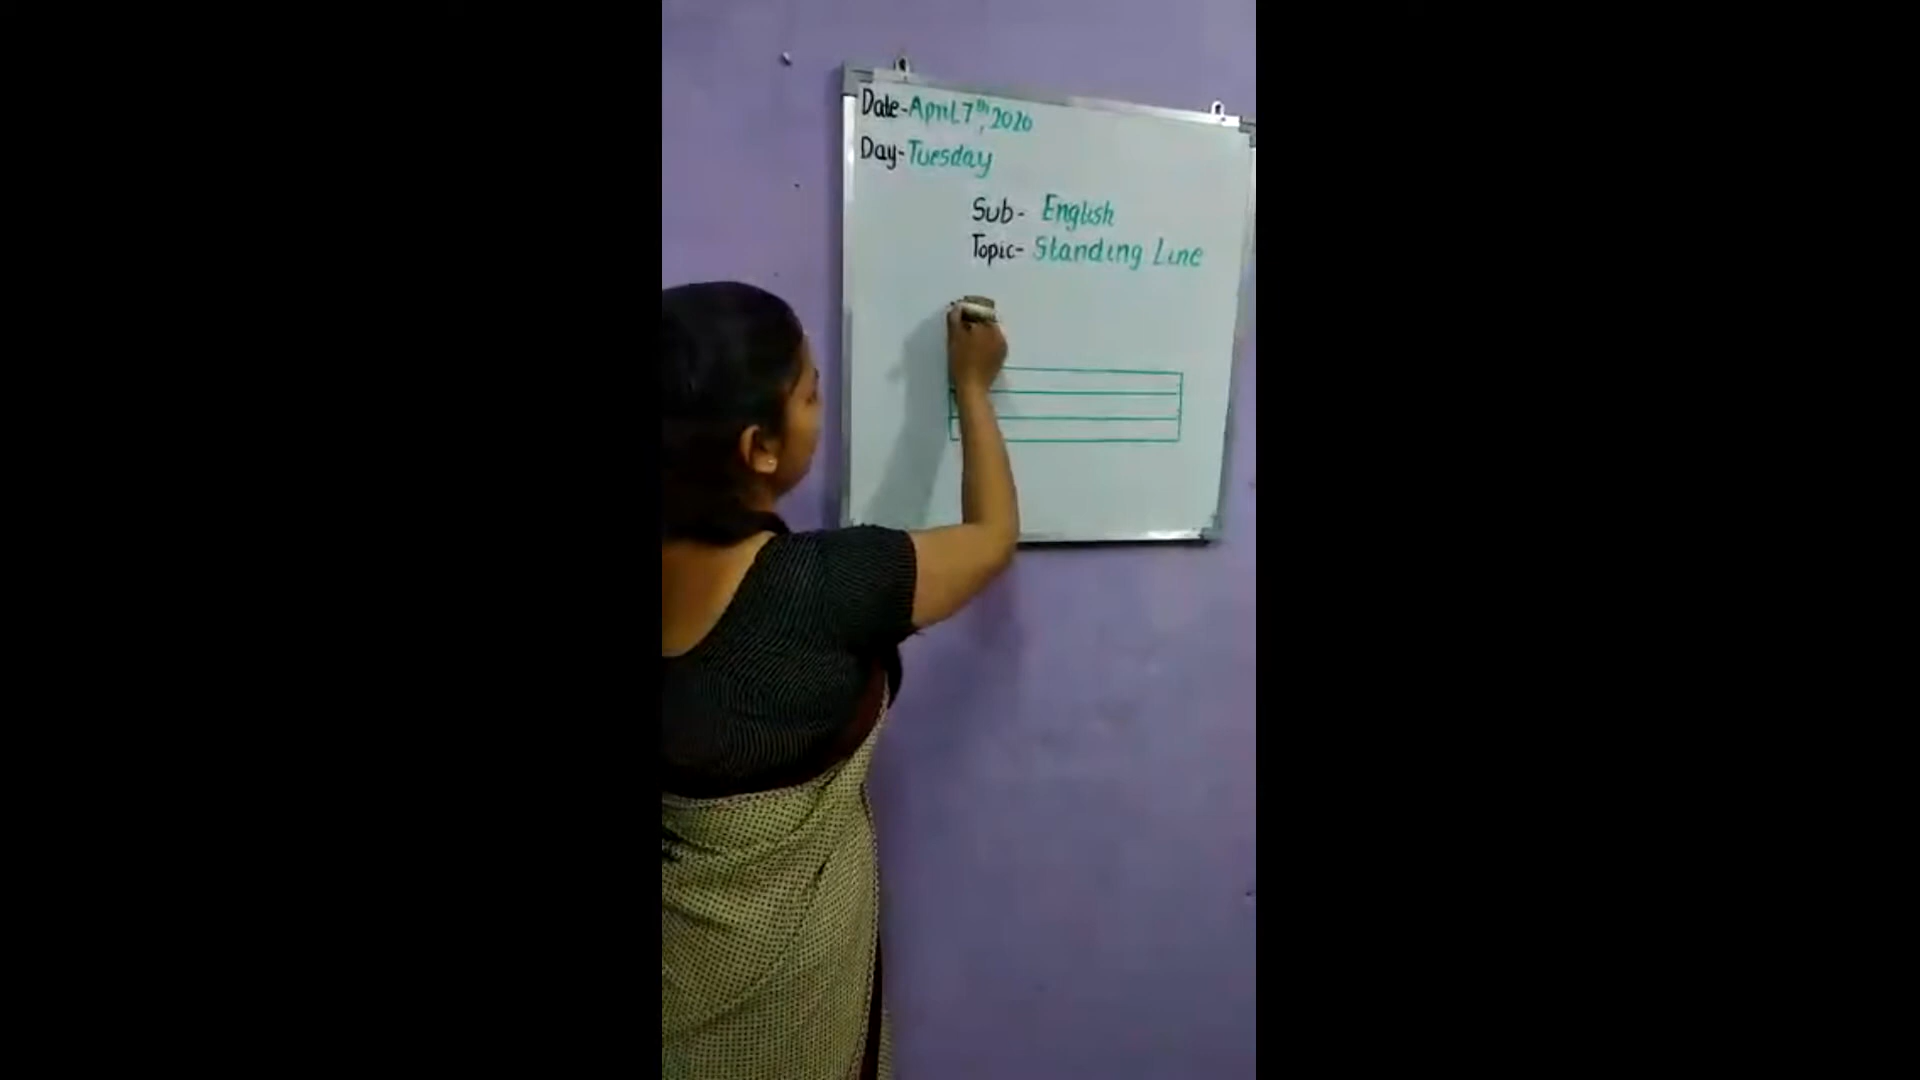 Date-April 7th, 2020
Day-Tuesday
Sub- English
Topic- Standing Line